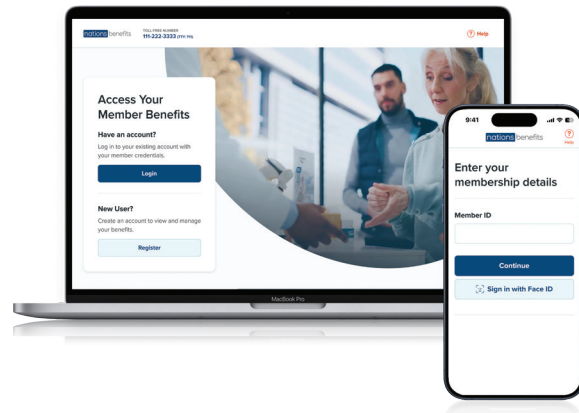 nations benefits
TOLL-FREE NUMBER
111-222-3333 (TTY: 711)
Help
Access Your
Member Benefits
Have an account?
Log in to your existing account with
your member credentials.
Login
New User?
Create an account to view and manage
your benefits.
Register
MacBook Pro
9:41
nations benefits
Help
Enter your
membership details
Member ID
Continue
Sign in with Face ID